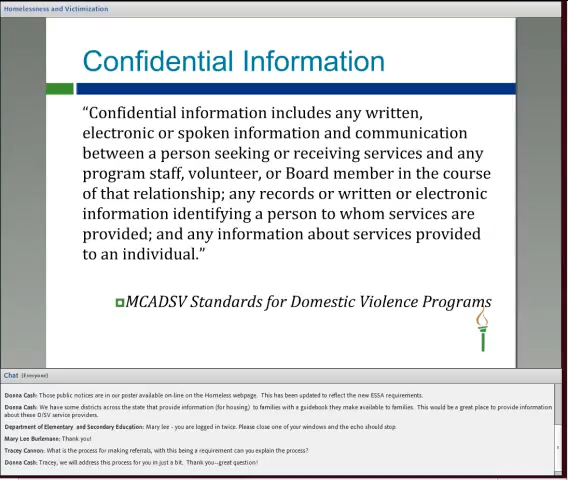 Homelessness and Victimization
Confidential Information
“Confidential information includes any written,
electronic or spoken information and communication
between a person seeking or receiving services and any
program staff, volunteer, or Board member in the course
of that relationship; any records or written or electronic
information identifying a person to whom services are
provided; and any information about services provided
to an individual.”
MCADSV Standards for Domestic Violence Programs
Chat (Everyone)
Donna Cash: Those public notices are in our poster available on-line on the Homeless webpage. This has been updated to reflect the new ESSA requirements.
Donna Cash: We have some districts across the state that provide information (for housing) to families with a guidebook they make available to families. This would be a great place to provide information
about these D/SV service providers.
Department of Elementary and Secondary Education: Mary lee - you are logged in twice. Please close one of your windows and the echo should stop.
Mary Lee Burlemann: Thank you!
Tracey Cannon: What is the process for making referrals, with this being a requirement can you explain the process?
Donna Cash: Tracey, we will address this process for you in just a bit. Thank you--great question!